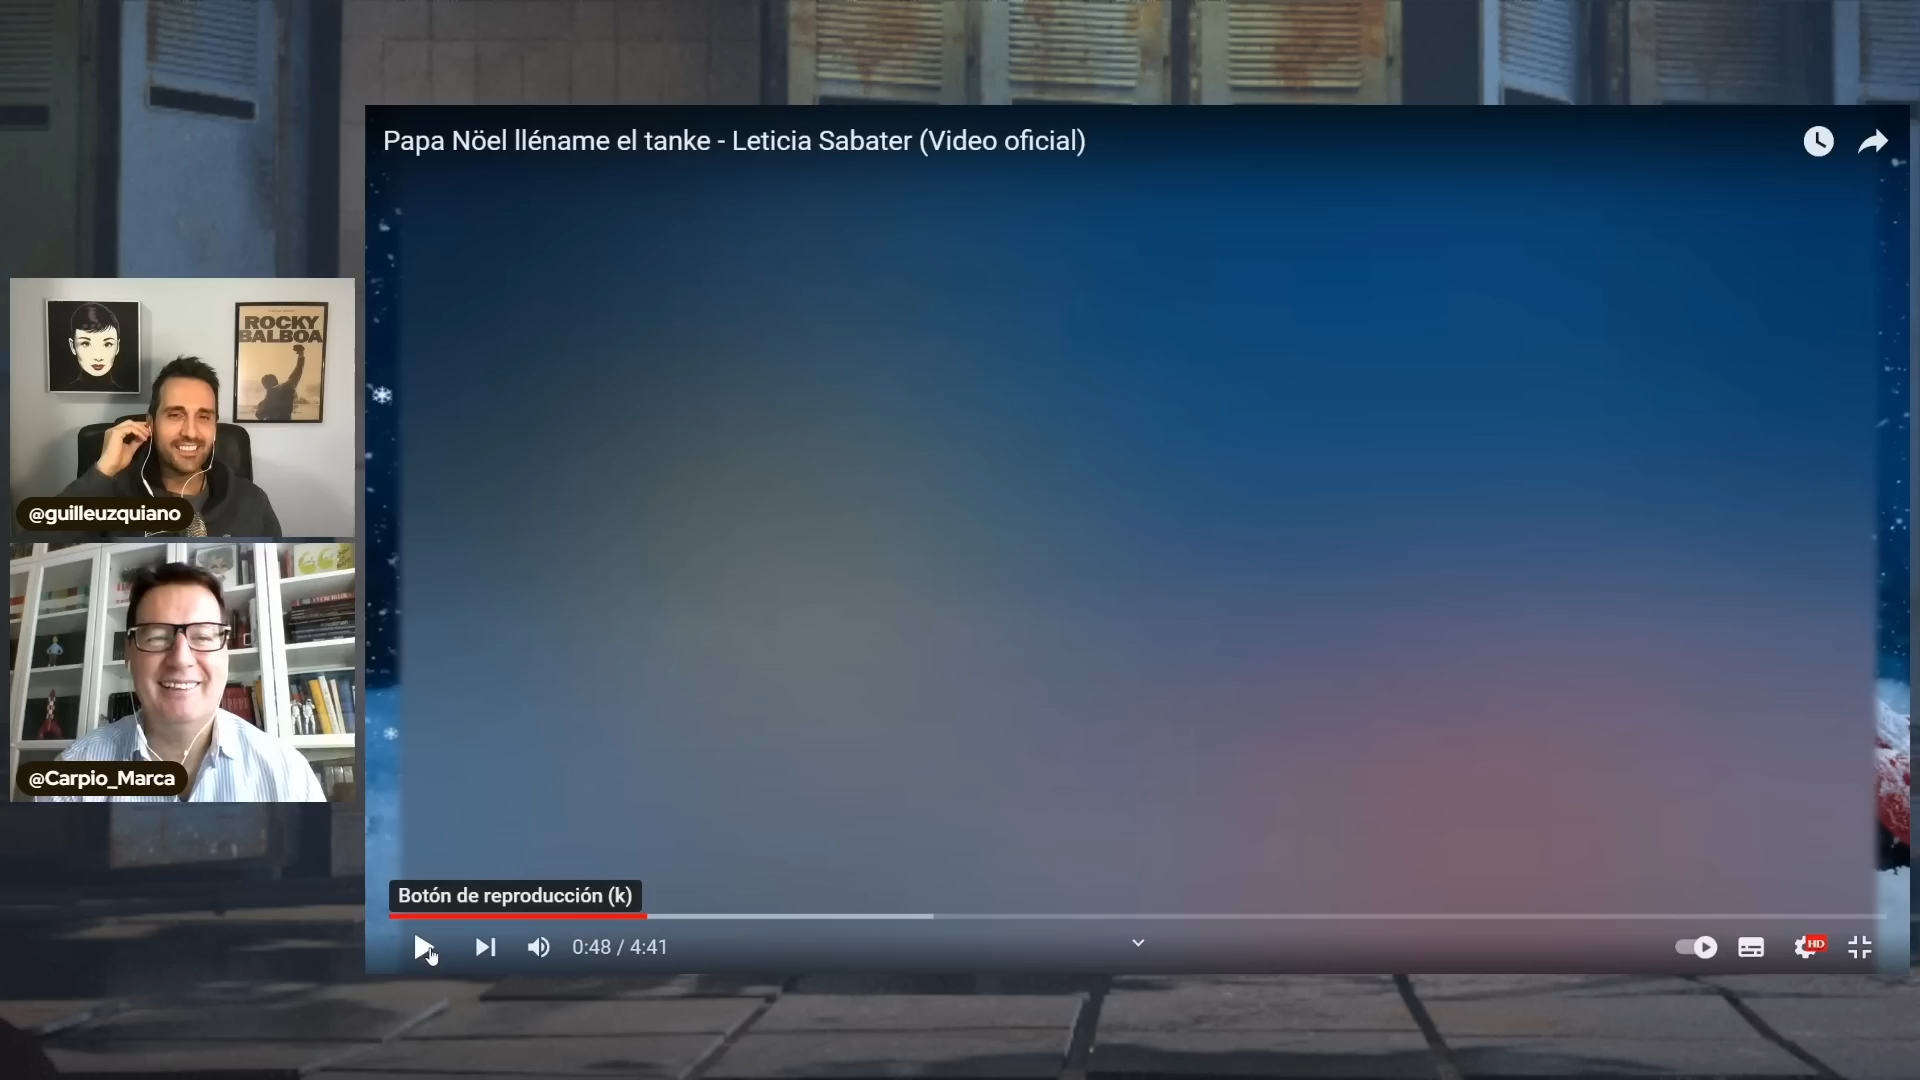 Papa Nöel lléname el tanke - Leticia Sabater (Video oficial)
ROCKY
BALBOA
@guilleuzquiano
@Carpio_Marca
Botón de reproducción (k)
0:48 / 4:41
HD